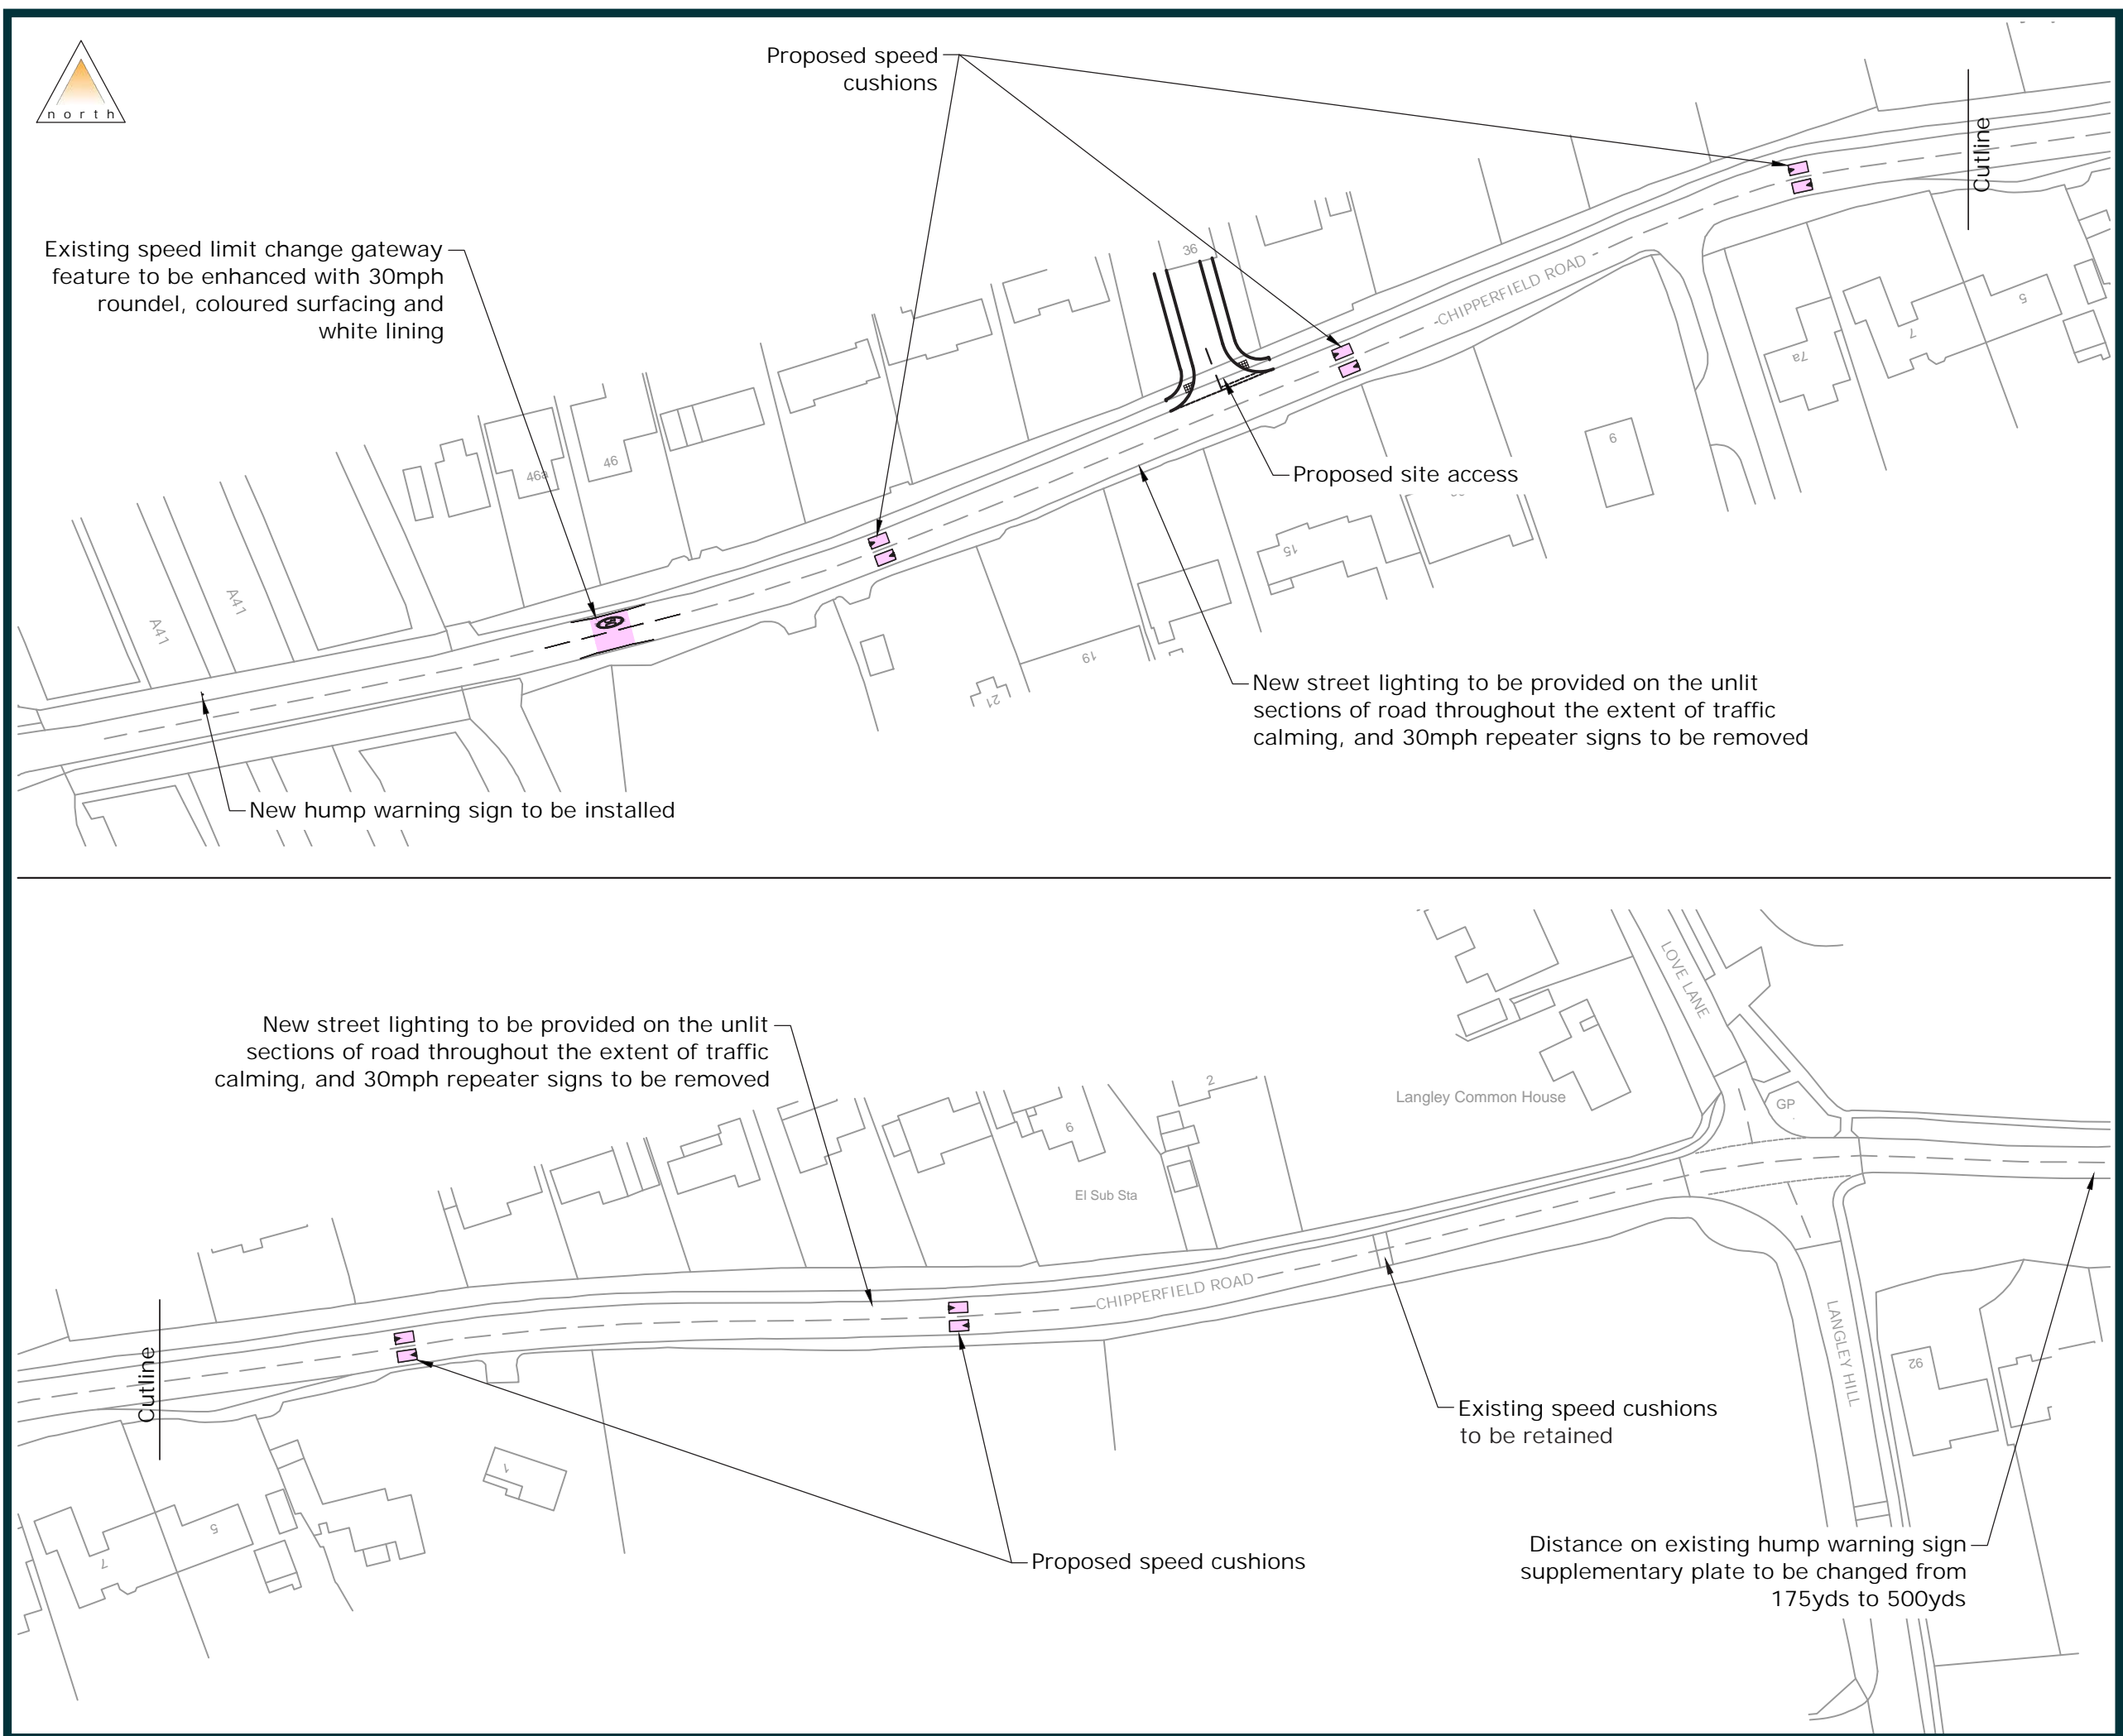 north
Proposed speed
cushions
Cutline
Existing speed limit change gateway
feature to be enhanced with 30mph
roundel, coloured surfacing and
white lining
36
CHIPPERFIELD ROAD
5
7
7a
9
46
46a
Proposed site access
15
A41
A41
19
21
New street lighting to be provided on the unlit
sections of road throughout the extent of traffic
calming, and 30mph repeater signs to be removed
New hump warning sign to be installed
LOVE LANE
New street lighting to be provided on the unlit
sections of road throughout the extent of traffic
calming, and 30mph repeater signs to be removed
2
Langley Common House
GP
9
El Sub Sta
CHIPPERFIELD ROAD
Cutline
LANGLEY HILL
92
Existing speed cushions
to be retained
1
5
7
Proposed speed cushions
Distance on existing hump warning sign
supplementary plate to be changed from
175yds to 500yds